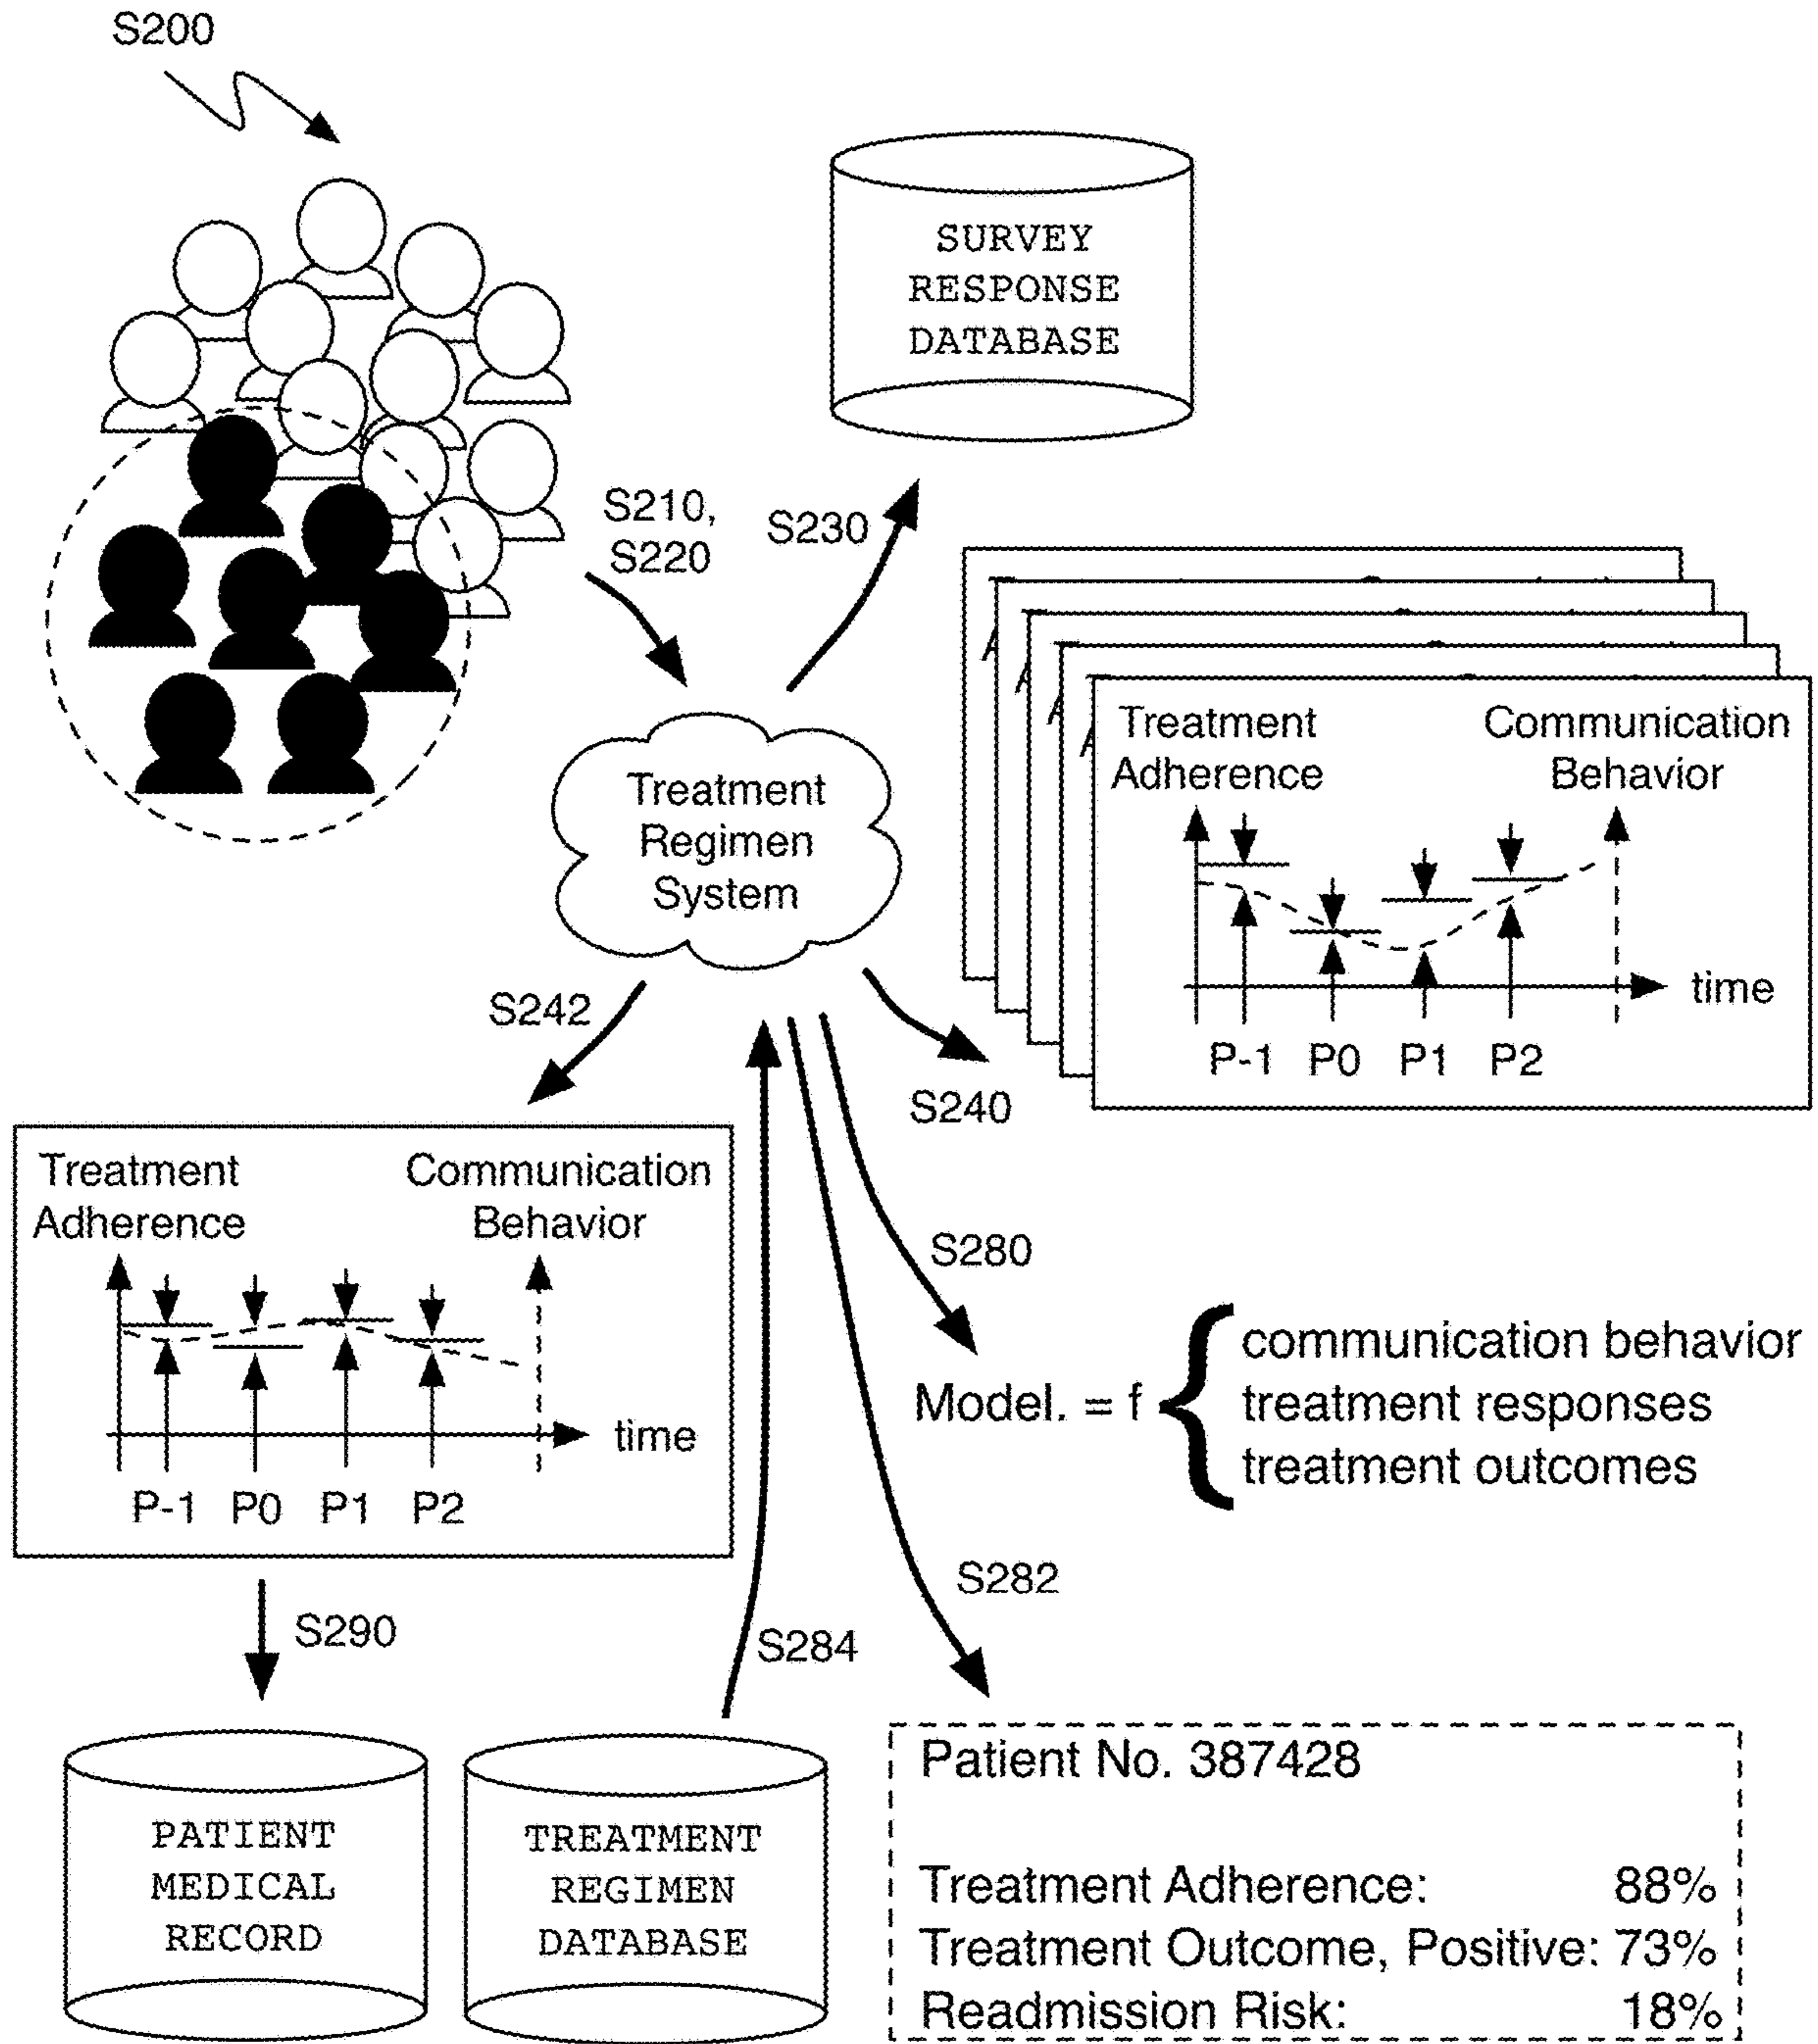 S200
SURVEY
RESPONSE
DATABASE
S210,
S220
S230
Treatment
Adherence
Communication
Behavior
time
P-1 P0 P1 P2
Treatment
Regimen
System
S242
S240
Treatment
Adherence
Communication
Behavior
time
P-1 P0 P1 P2
S280
Model. = f
communication behavior
treatment responses
treatment outcomes
S282
S290
S284
PATIENT
MEDICAL
RECORD
TREATMENT
REGIMEN
DATABASE
Patient No. 387428
Treatment Adherence: 88%
Treatment Outcome, Positive: 73%
Readmission Risk: 18%